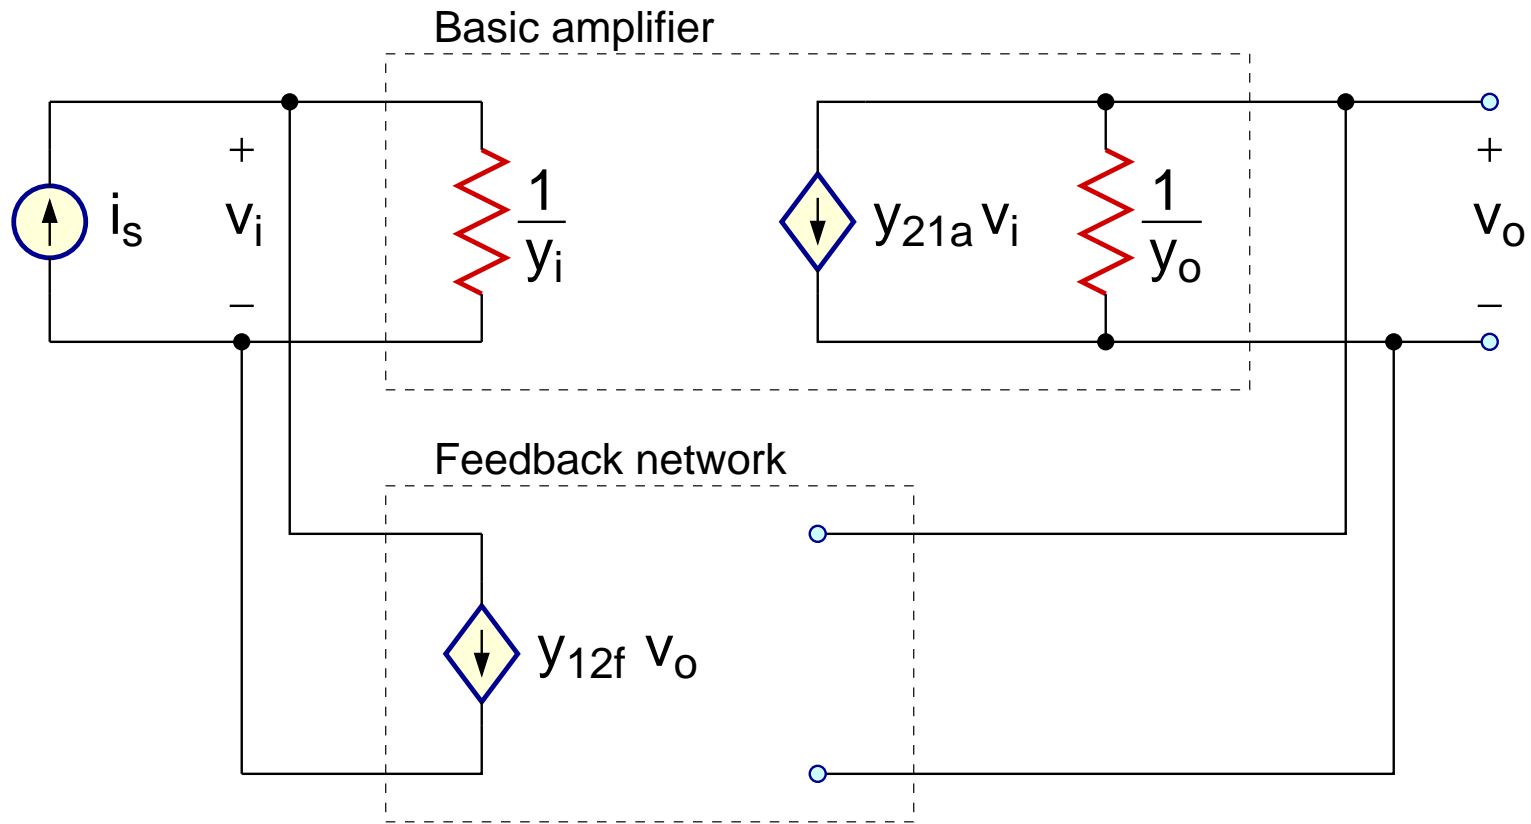 Basic amplifier
+
+
i_s
v_i
1
y_i
y_21a v_i
1
y_o
v_o
−
−
Feedback network
y_12f v_o